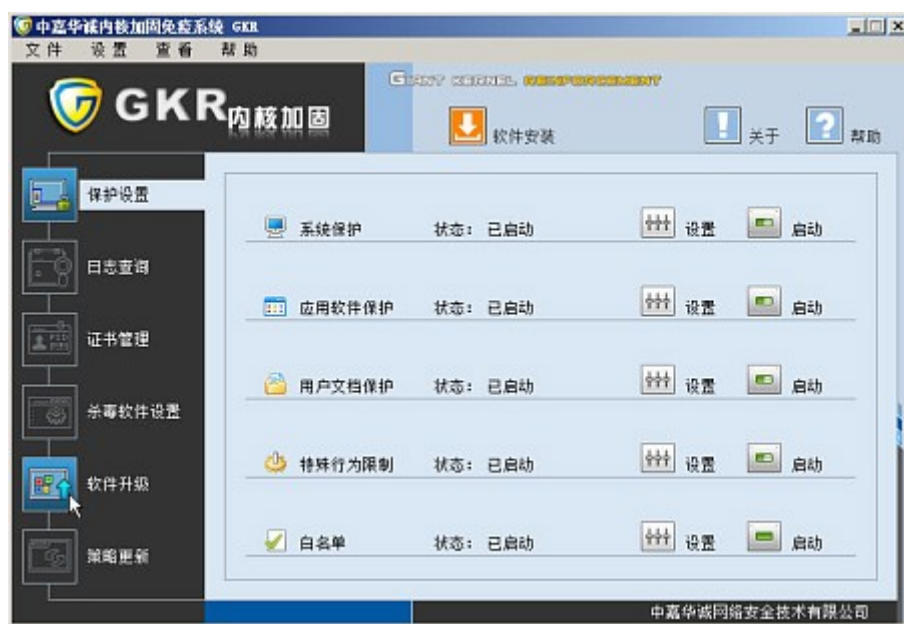 中嘉华诚内核加固免疫系统 GKR
文件 设置 查看 帮助
GKR内核加固
GIANT KERNEL REINFORCEMENT
软件安装 关于 帮助
保护设置
日志查询
证书管理
杀毒软件设置
软件升级
策略更新
系统保护 状态：已启动 设置 启动
应用软件保护 状态：已启动 设置 启动
用户文档保护 状态：已启动 设置 启动
特殊行为限制 状态：已启动 设置 启动
白名单 状态：已启动 设置 启动
中嘉华诚网络安全技术有限公司